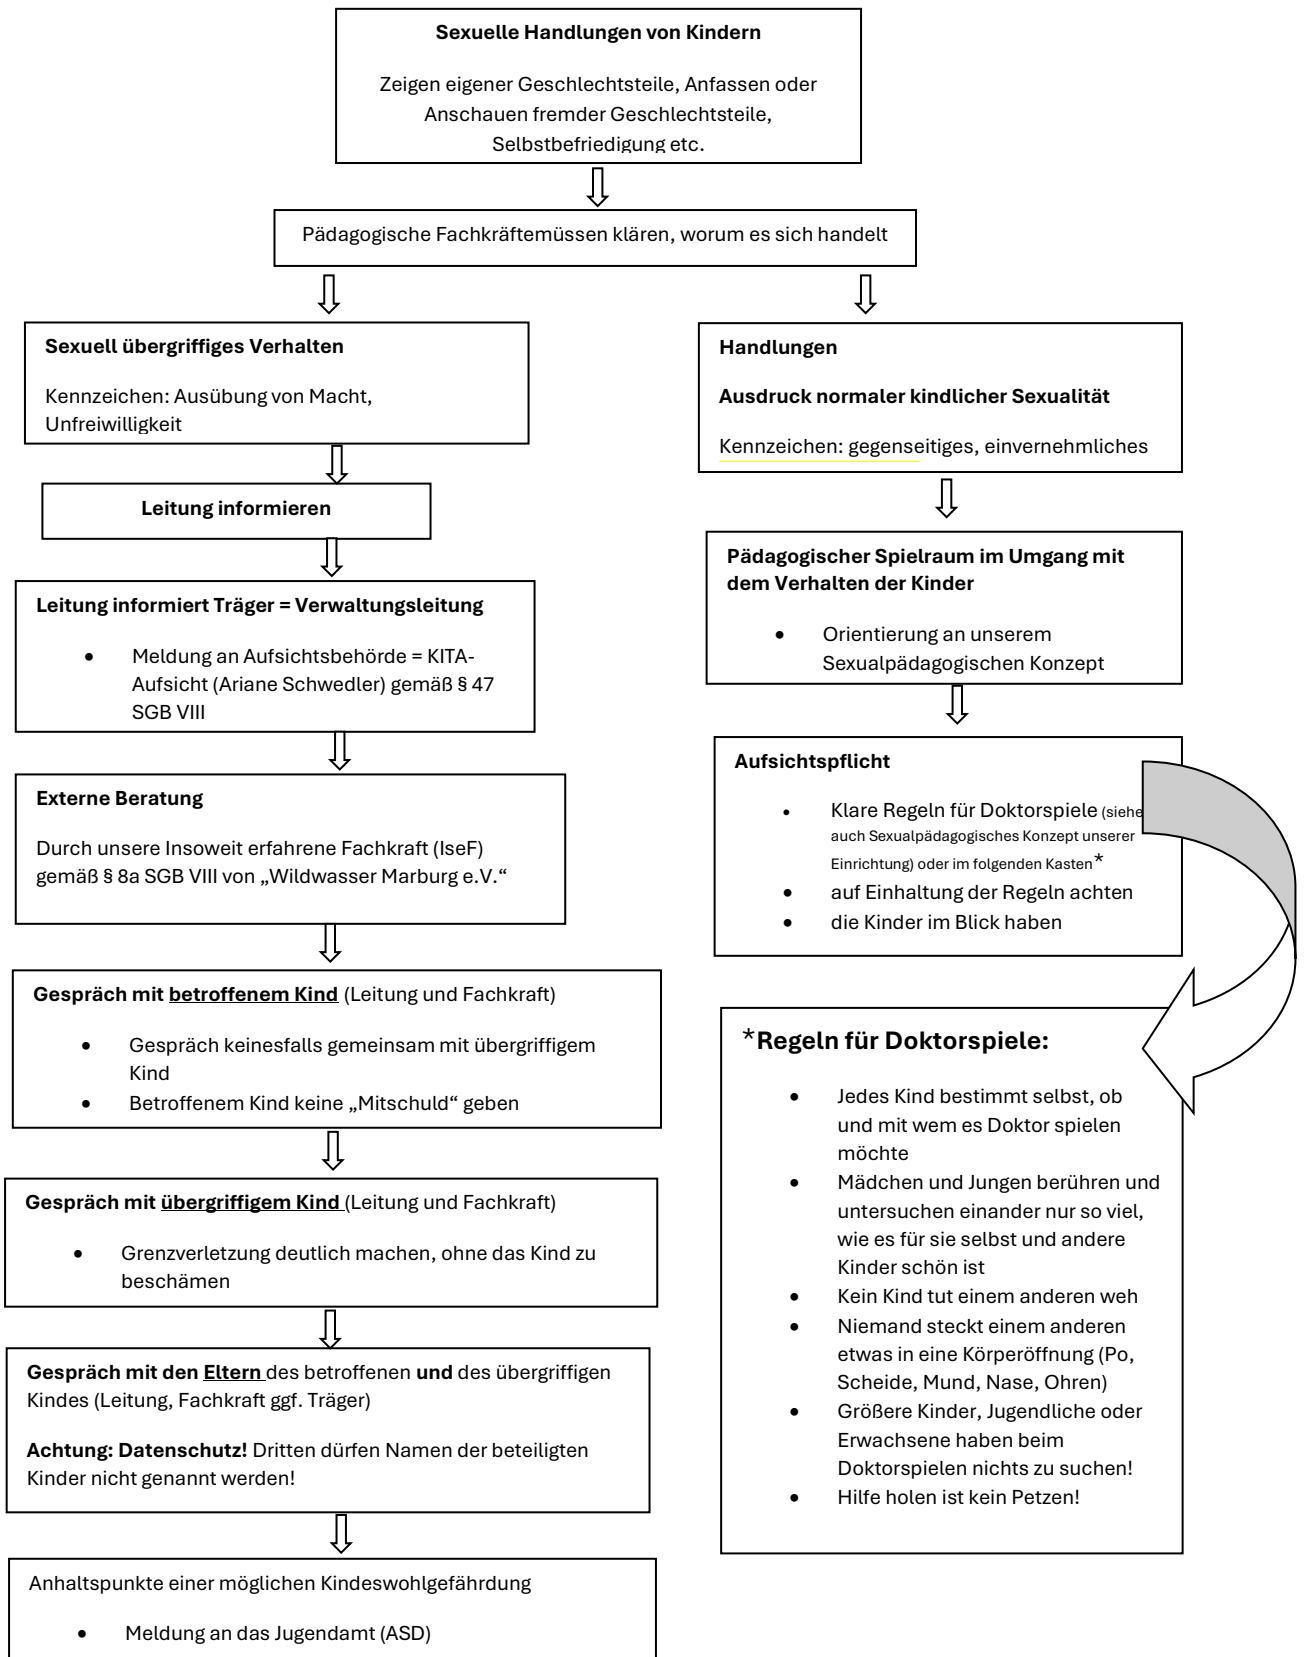 Sexuelle Handlungen von Kindern
Zeigen eigener Geschlechtsteile, Anfassen oder
Anschauen fremder Geschlechtsteile,
Selbstbefriedigung etc.
Pädagogische Fachkräftemüssen klären, worum es sich handelt
Sexuell übergriffiges Verhalten
Kennzeichen: Ausübung von Macht,
Unfreiwilligkeit
Leitung informieren
Leitung informiert Träger = Verwaltungsleitung
• Meldung an Aufsichtsbehörde = KITA-
Aufsicht (Ariane Schwedler) gemäß § 47
SGB VIII
Externe Beratung
Durch unsere Insoweit erfahrene Fachkraft (IseF)
gemäß § 8a SGB VIII von „Wildwasser Marburg e.V.“
Gespräch mit betroffenem Kind (Leitung und Fachkraft)
• Gespräch keinesfalls gemeinsam mit übergriffigem
Kind
• Betroffenem Kind keine „Mitschuld“ geben
Gespräch mit übergriffigem Kind (Leitung und Fachkraft)
• Grenzverletzung deutlich machen, ohne das Kind zu
beschämen
Gespräch mit den Eltern des betroffenen und des übergriffigen
Kindes (Leitung, Fachkraft ggf. Träger)
Achtung: Datenschutz! Dritten dürfen Namen der beteiligten
Kinder nicht genannt werden!
Anhaltspunkte einer möglichen Kindeswohlgefährdung
• Meldung an das Jugendamt (ASD)
Handlungen
Ausdruck normaler kindlicher Sexualität
Kennzeichen: gegenseitiges, einvernehmliches
Pädagogischer Spielraum im Umgang mit
dem Verhalten der Kinder
• Orientierung an unserem
Sexualpädagogischen Konzept
Aufsichtspflicht
• Klare Regeln für Doktorspiele (siehe
auch Sexualpädagogisches Konzept unserer
Einrichtung) oder im folgenden Kasten*
• auf Einhaltung der Regeln achten
• die Kinder im Blick haben
*Regeln für Doktorspiele:
• Jedes Kind bestimmt selbst, ob
und mit wem es Doktor spielen
möchte
• Mädchen und Jungen berühren und
untersuchen einander nur so viel,
wie es für sie selbst und andere
Kinder schön ist
• Kein Kind tut einem anderen weh
• Niemand steckt einem anderen
etwas in eine Körperöffnung (Po,
Scheide, Mund, Nase, Ohren)
• Größere Kinder, Jugendliche oder
Erwachsene haben beim
Doktorspielen nichts zu suchen!
• Hilfe holen ist kein Petzen!